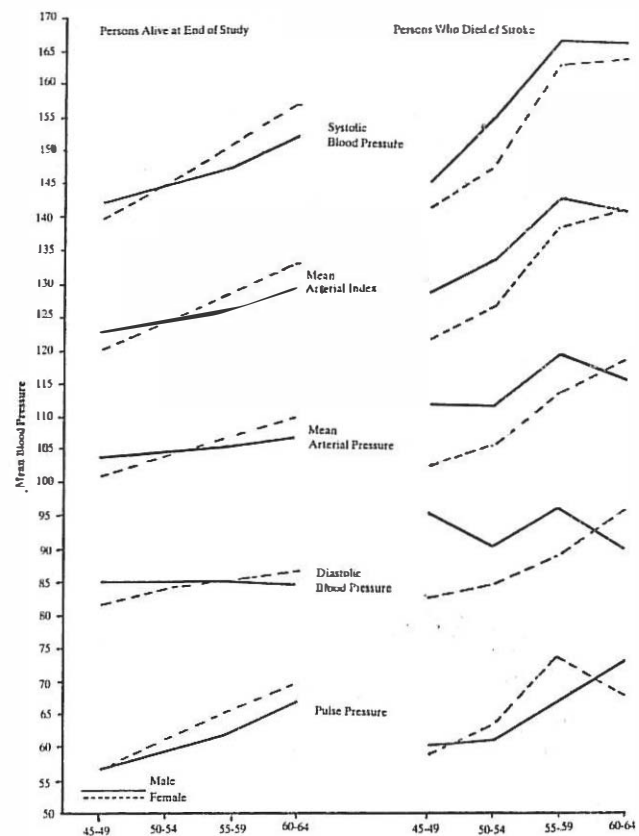 Persons Alive at End of Study
Persons Who Died of Stroke
Mean Blood Pressure
170
165
160
155
150
145
140
135
130
125
120
115
110
105
100
95
90
85
80
75
70
65
60
55
50
Systolic
Blood Pressure
Mean
Arterial Index
Mean
Arterial Pressure
Diastolic
Blood Pressure
Pulse Pressure
Male
Female
45-49
50-54
55-59
60-64
45-49
50-54
55-59
60-64